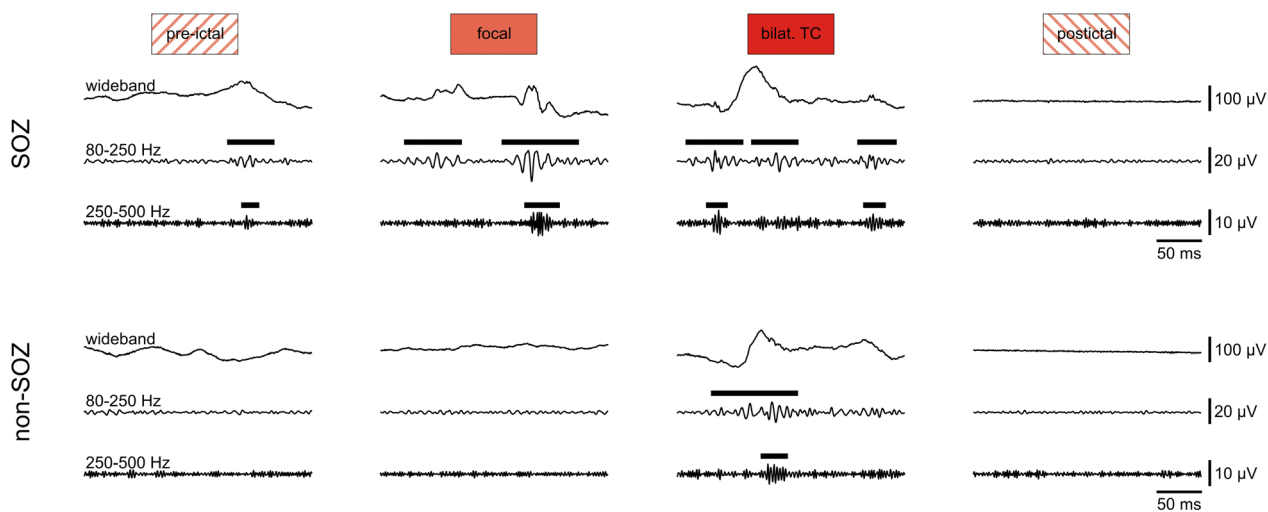 pre-ictal
focal
bilat. TC
postictal
SOZ
wideband
100 µV
80-250 Hz
20 µV
250-500 Hz
10 µV
50 ms
non-SOZ
wideband
100 µV
80-250 Hz
20 µV
250-500 Hz
10 µV
50 ms